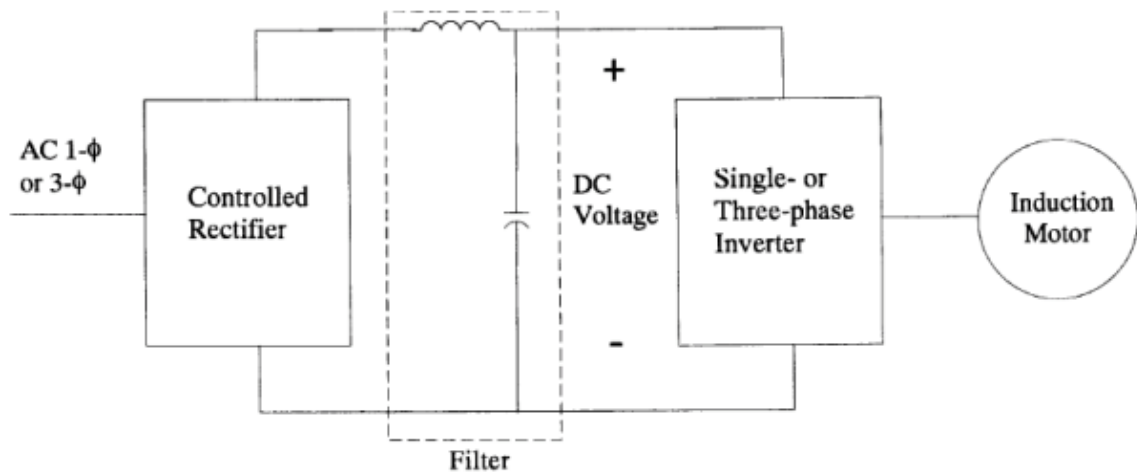 AC 1-ϕ
or 3-ϕ
Controlled
Rectifier
+
DC
Voltage
-
Single- or
Three-phase
Inverter
Induction
Motor
Filter